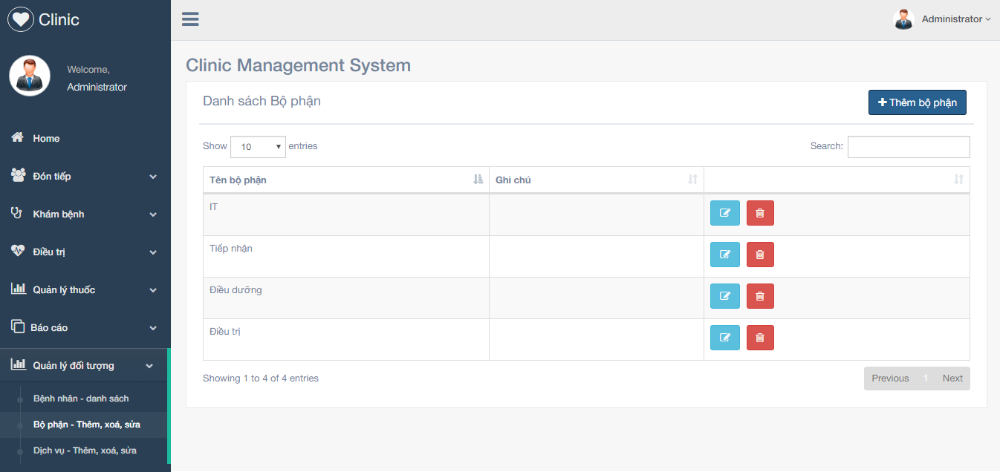 Clinic
Welcome,
Administrator
Home
Đón tiếp
Khám bệnh
Điều trị
Quản lý thuốc
Báo cáo
Quản lý đối tượng
Bệnh nhân - danh sách
Bộ phận - Thêm, xoá, sửa
Dịch vụ - Thêm, xoá, sửa
Administrator
Clinic Management System
Danh sách Bộ phận
Thêm bộ phận
Show 10 entries
Search:
Tên bộ phận Ghi chú
IT
Tiếp nhận
Điều dưỡng
Điều trị
Showing 1 to 4 of 4 entries
Previous 1 Next